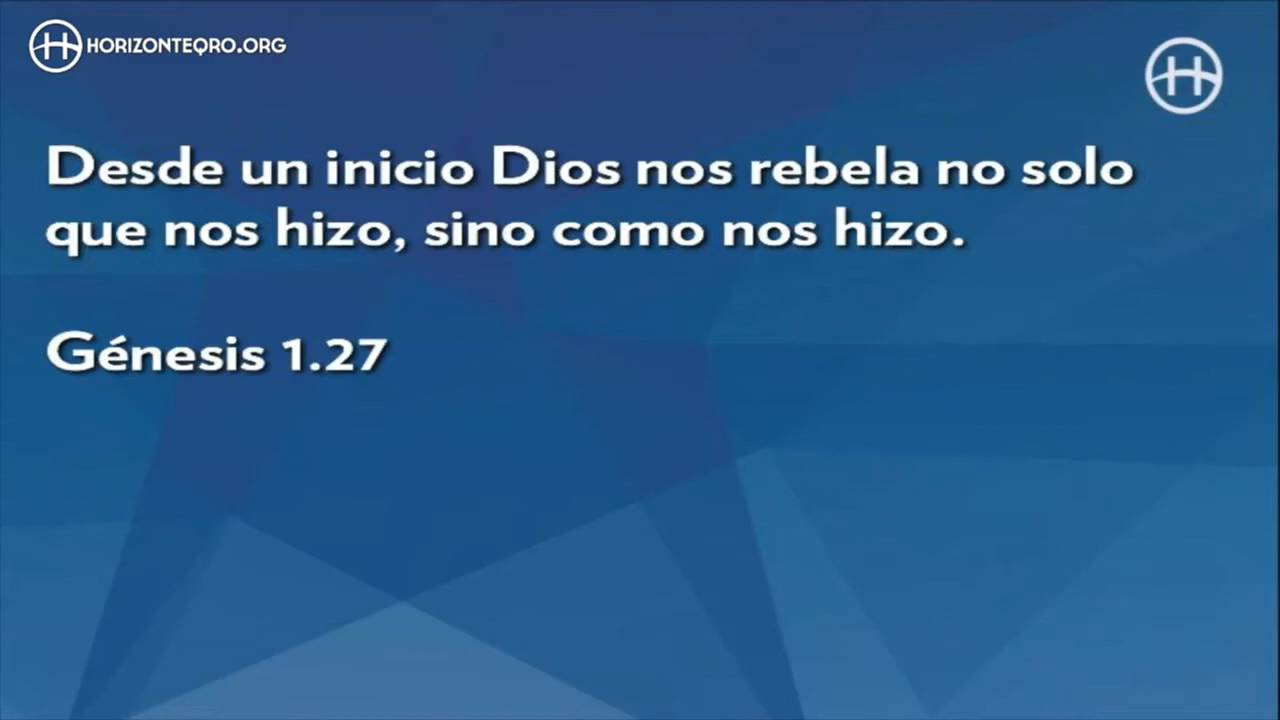 HORIZONTEQRO.ORG
Desde un inicio Dios nos rebela no solo
que nos hizo, sino como nos hizo.
Génesis 1.27